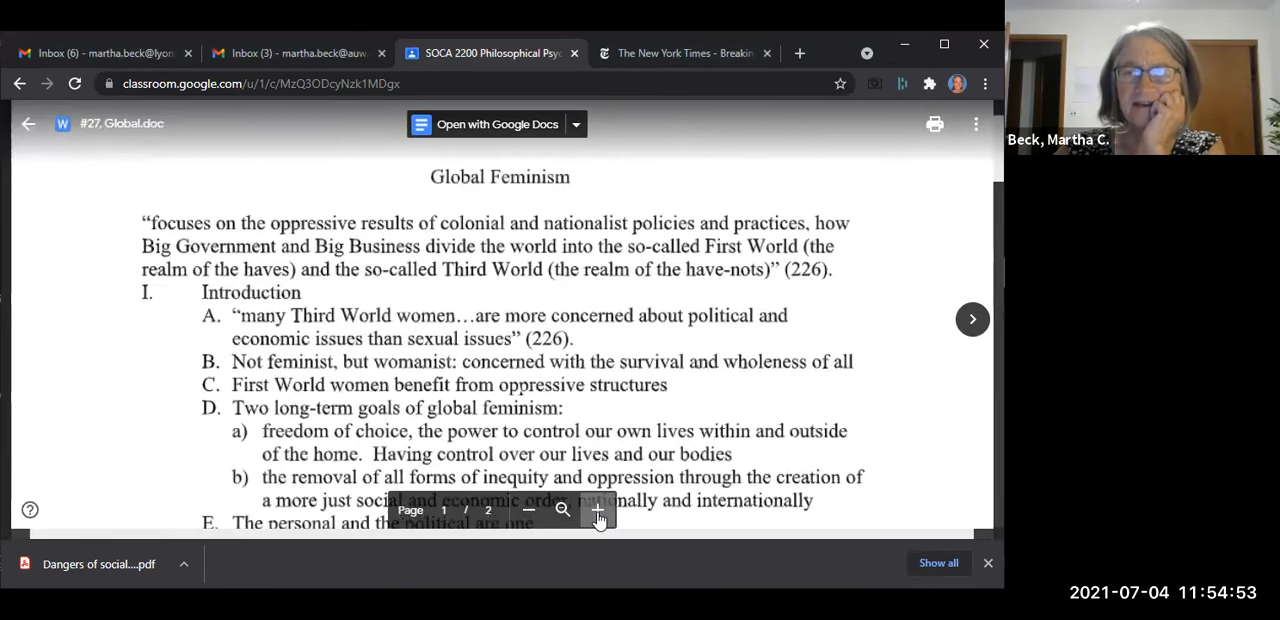 Inbox (6) - martha.beck@lyon
Inbox (3) - martha.beck@auw.
SOCA 2200 Philosophical Psyc
The New York Times - Breakin
classroom.google.com/u/1/c/MzQ3ODcyNzk1MDgx
W #27, Global.doc
Open with Google Docs
Beck, Martha C.
Global Feminism
“focuses on the oppressive results of colonial and nationalist policies and practices, how
Big Government and Big Business divide the world into the so-called First World (the
realm of the haves) and the so-called Third World (the realm of the have-nots)” (226).
I. Introduction
A. “many Third World women…are more concerned about political and
economic issues than sexual issues” (226).
B. Not feminist, but womanist: concerned with the survival and wholeness of all
C. First World women benefit from oppressive structures
D. Two long-term goals of global feminism:
a) freedom of choice, the power to control our own lives within and outside
of the home. Having control over our lives and our bodies
b) the removal of all forms of inequity and oppression through the creation of
a more just social and economic order, nationally and internationally
Page 1 / 2
E. The personal and the political are one
Dangers of social....pdf
Show all
2021-07-04 11:54:53